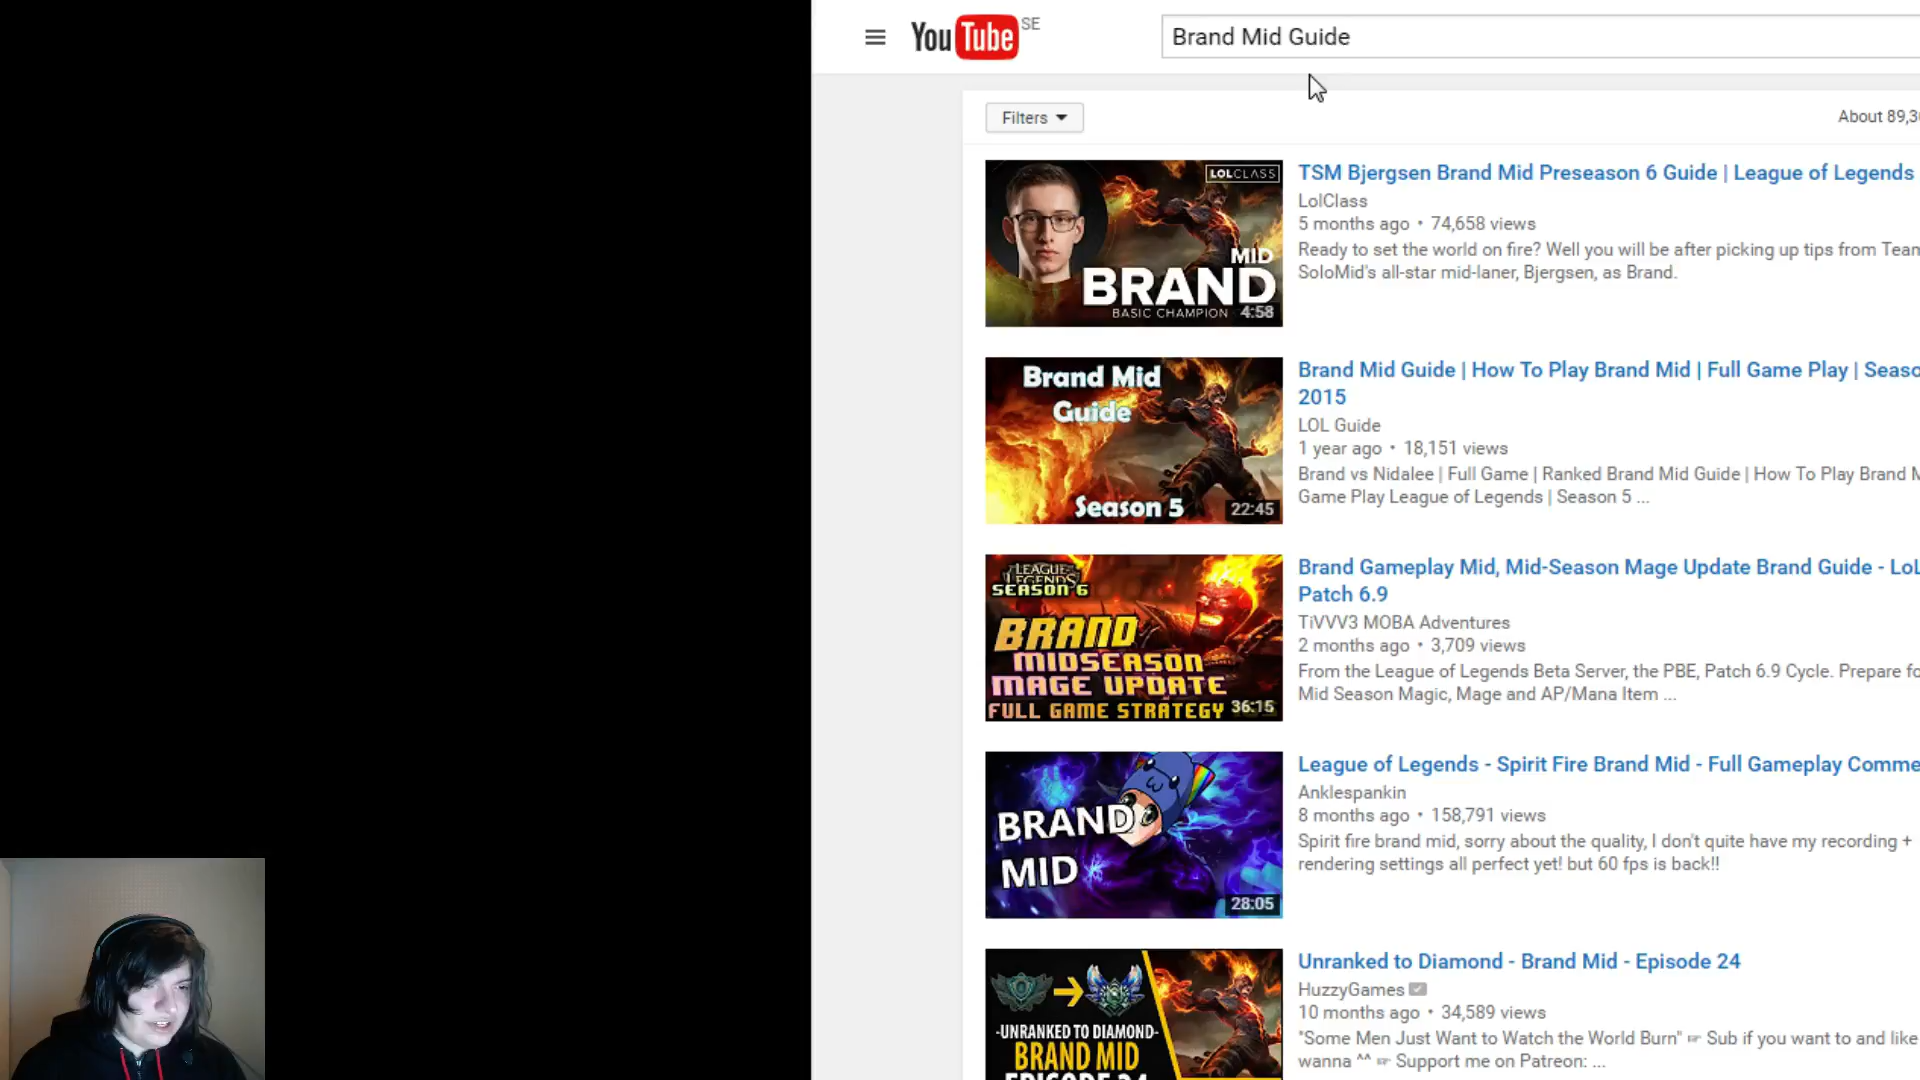 YouTube SE
Brand Mid Guide
Filters
About 89,3
LOLCLASS
MID
BRAND
BASIC CHAMPION
4:58
TSM Bjergsen Brand Mid Preseason 6 Guide | League of Legends
LolClass
5 months ago • 74,658 views
Ready to set the world on fire? Well you will be after picking up tips from Team
SoloMid's all-star mid-laner, Bjergsen, as Brand.
Brand Mid
Guide
Season 5
22:45
Brand Mid Guide | How To Play Brand Mid | Full Game Play | Seaso
2015
LOL Guide
1 year ago • 18,151 views
Brand vs Nidalee | Full Game | Ranked Brand Mid Guide | How To Play Brand M
Game Play League of Legends | Season 5 ...
LEAGUE
LEGENDS
SEASON 6
BRAND
MIDSEASON
MAGE UPDATE
FULL GAME STRATEGY
36:15
Brand Gameplay Mid, Mid-Season Mage Update Brand Guide - LoL
Patch 6.9
TiVVV3 MOBA Adventures
2 months ago • 3,709 views
From the League of Legends Beta Server, the PBE, Patch 6.9 Cycle. Prepare fo
Mid Season Magic, Mage and AP/Mana Item ...
BRAND
MID
28:05
League of Legends - Spirit Fire Brand Mid - Full Gameplay Comme
Anklespankin
8 months ago • 158,791 views
Spirit fire brand mid, sorry about the quality, I don't quite have my recording +
rendering settings all perfect yet! but 60 fps is back!!
-UNRANKED TO DIAMOND-
BRAND MID
EPISODE 24
Unranked to Diamond - Brand Mid - Episode 24
HuzzyGames
10 months ago • 34,589 views
"Some Men Just Want to Watch the World Burn" ☞ Sub if you want to and like
wanna ^^ ☞ Support me on Patreon: ...